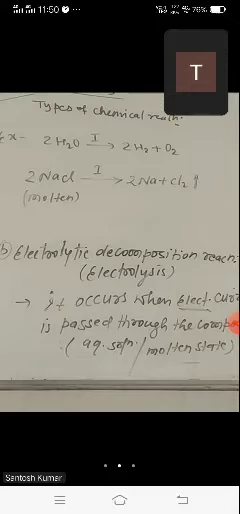 11:50
76%
T
Types of chemical reacn.
Ex- 2H2O —I→ 2H2 + O2
2NaCl —I→ 2Na + Cl2 ↑
(molten)
b) Electrolytic decomposition reacn.
(Electrolysis)
→ It occurs when Elect. curr
is passed through the comp
(aq. soln. / molten state)
Santosh Kumar